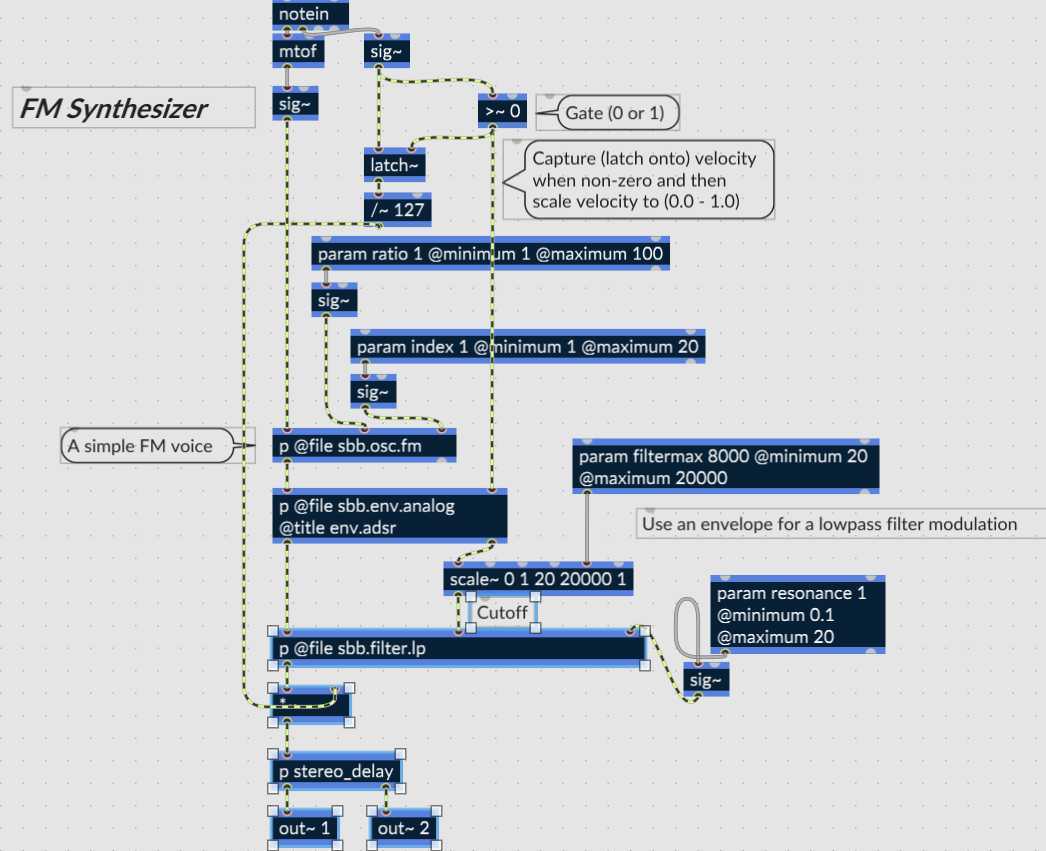 notein
mtof
sig~
FM Synthesizer
sig~
>~ 0
Gate (0 or 1)
latch~
Capture (latch onto) velocity
when non-zero and then
scale velocity to (0.0 - 1.0)
/~ 127
param ratio 1 @minimum 1 @maximum 100
sig~
param index 1 @minimum 1 @maximum 20
sig~
A simple FM voice
p @file sbb.osc.fm
param filtermax 8000 @minimum 20
@maximum 20000
p @file sbb.env.analog
@title env.adsr
Use an envelope for a lowpass filter modulation
scale~ 0 1 20 20000 1
param resonance 1
@minimum 0.1
@maximum 20
Cutoff
p @file sbb.filter.lp
sig~
*
p stereo_delay
out~ 1
out~ 2